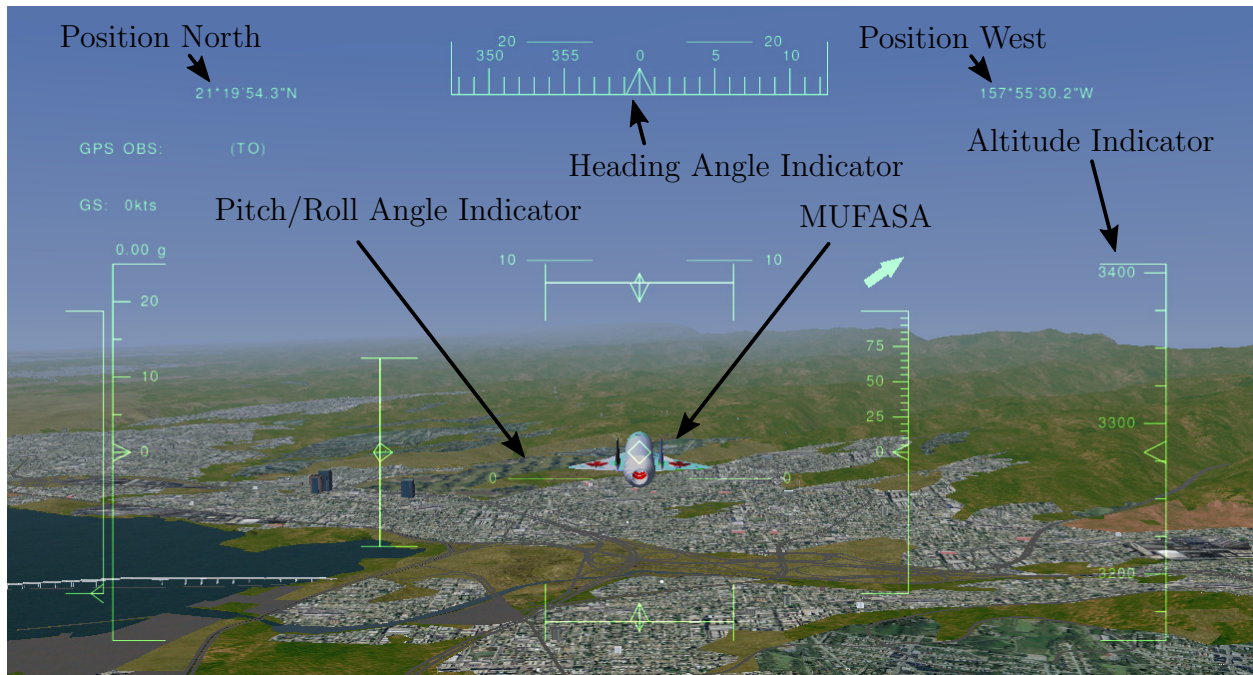 Position North
Position West
20 20
350 355 0 5 10
21°19'54.3"N
157°55'30.2"W
GPS OBS: (TO)
Heading Angle Indicator
Altitude Indicator
GS: 0kts
Pitch/Roll Angle Indicator
MUFASA
0.00 g
10 10
3400
20
75
10
50
25
3300
0
0
0 0
3200